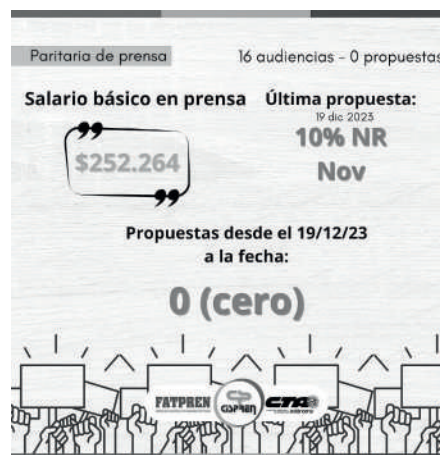 Paritaria de prensa
16 audiencias - 0 propuestas
Salario básico en prensa
$252.264
Última propuesta:
19 dic 2023
10% NR
Nov
Propuestas desde el 19/12/23
a la fecha:
0 (cero)
FATPREN
CISPREN
CTA